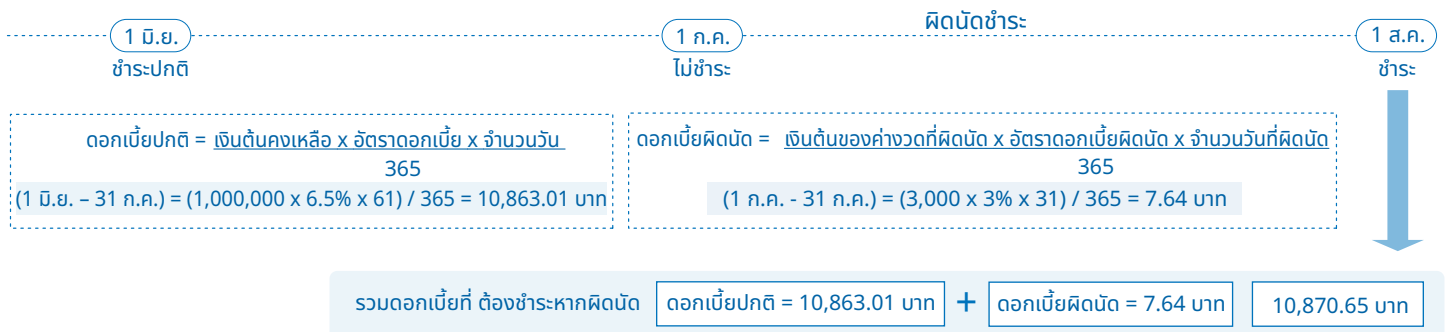 ผิดนัดชำระ
1 มิ.ย.
1 ก.ค.
1 ส.ค.
ชำระปกติ
ไม่ชำระ
ชำระ
ดอกเบี้ยปกติ = เงินต้นคงเหลือ x อัตราดอกเบี้ย x จำนวนวัน
365
(1 มิ.ย. – 31 ก.ค.) = (1,000,000 x 6.5% x 61) / 365 = 10,863.01 บาท
ดอกเบี้ยผิดนัด = เงินต้นของค่างวดที่ผิดนัด x อัตราดอกเบี้ยผิดนัด x จำนวนวันที่ผิดนัด
365
(1 ก.ค. - 31 ก.ค.) = (3,000 x 3% x 31) / 365 = 7.64 บาท
รวมดอกเบี้ยที่ ต้องชำระหากผิดนัด ดอกเบี้ยปกติ = 10,863.01 บาท + ดอกเบี้ยผิดนัด = 7.64 บาท 10,870.65 บาท